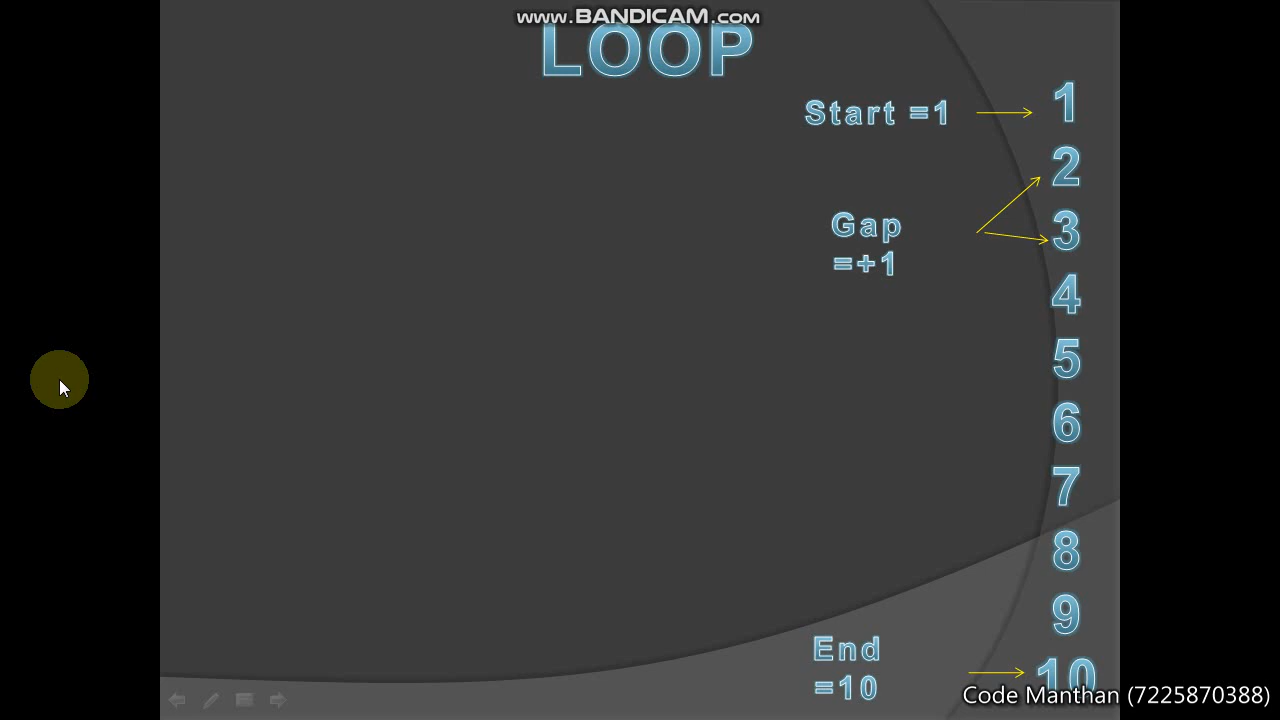 www.BANDICAM.com
LOOP
Start =1
Gap
=+1
End
=10
1
2
3
4
5
6
7
8
9
10
Code Manthan (7225870388)